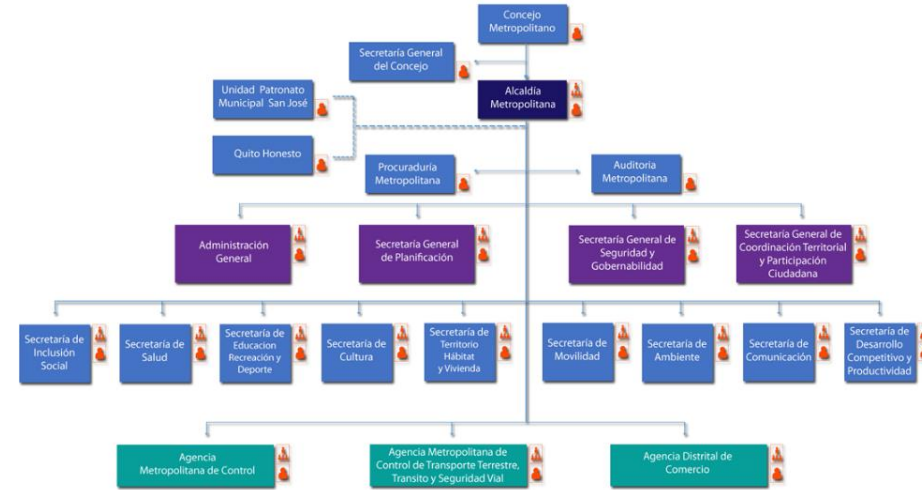 Concejo
Metropolitano
Secretaría General
del Concejo
Unidad Patronato
Municipal San José
Alcaldía
Metropolitana
Quito Honesto
Procuraduría
Metropolitana
Auditoria
Metropolitana
Administración
General
Secretaría General
de Planificación
Secretaría General de
Seguridad y
Gobernabilidad
Secretaría General de
Coordinación Territorial
y Participación
Ciudadana
Secretaría de
Inclusión
Social
Secretaría de
Salud
Secretaría de
Educacion
Recreación y
Deporte
Secretaría de
Cultura
Secretaría de
Territorio
Hábitat
y Vivienda
Secretaría de
Movilidad
Secretaría de
Ambiente
Secretaría de
Comunicación
Secretaría de
Desarrollo
Competitivo y
Productividad
Agencia
Metropolitana de Control
Agencia Metropolitana de
Control de Transporte Terrestre,
Transito y Seguridad Vial
Agencia Distrital de
Comercio